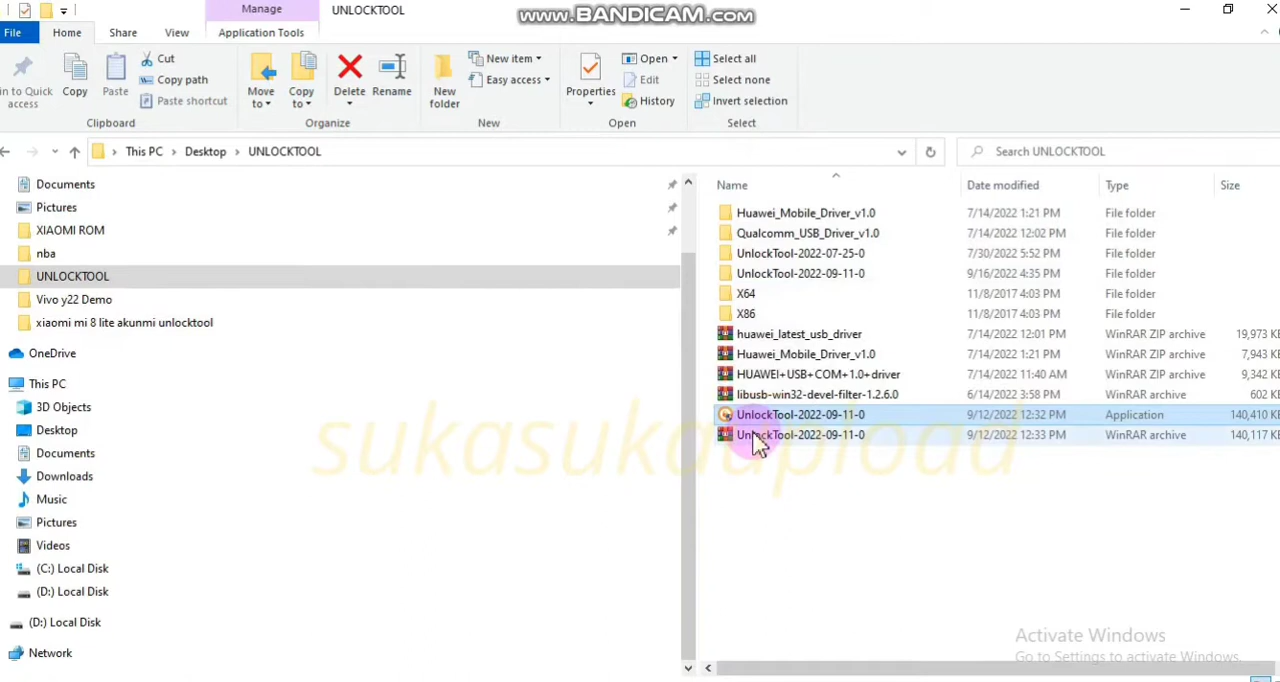 www.BANDICAM.com
Manage
UNLOCKTOOL
File
Home
Share
View
Application Tools
in to Quick access
Copy
Paste
Cut
Copy path
Paste shortcut
Clipboard
Move to
Copy to
Delete
Rename
Organize
New folder
New item
Easy access
New
Properties
Open
Edit
History
Open
Select all
Select none
Invert selection
Select
This PC > Desktop > UNLOCKTOOL
Search UNLOCKTOOL
Documents
Pictures
XIAOMI ROM
nba
UNLOCKTOOL
Vivo y22 Demo
xiaomi mi 8 lite akunmi unlocktool
OneDrive
This PC
3D Objects
Desktop
Documents
Downloads
Music
Pictures
Videos
(C:) Local Disk
(D:) Local Disk
(D:) Local Disk
Network
Name Date modified Type Size
Huawei_Mobile_Driver_v1.0 7/14/2022 1:21 PM File folder
Qualcomm_USB_Driver_v1.0 7/14/2022 12:02 PM File folder
UnlockTool-2022-07-25-0 7/30/2022 5:52 PM File folder
UnlockTool-2022-09-11-0 9/16/2022 4:35 PM File folder
X64 11/8/2017 4:03 PM File folder
X86 11/8/2017 4:03 PM File folder
huawei_latest_usb_driver 7/14/2022 12:01 PM WinRAR ZIP archive 19,973 KB
Huawei_Mobile_Driver_v1.0 7/14/2022 1:21 PM WinRAR ZIP archive 7,943 KB
HUAWEI+USB+COM+1.0+driver 7/14/2022 11:40 AM WinRAR ZIP archive 9,342 KB
libusb-win32-devel-filter-1.2.6.0 6/14/2022 3:58 PM WinRAR archive 602 KB
UnlockTool-2022-09-11-0 9/12/2022 12:32 PM Application 140,410 KB
UnlockTool-2022-09-11-0 9/12/2022 12:33 PM WinRAR archive 140,117 KB
sukasukaupload
Activate Windows
Go to Settings to activate Windows.